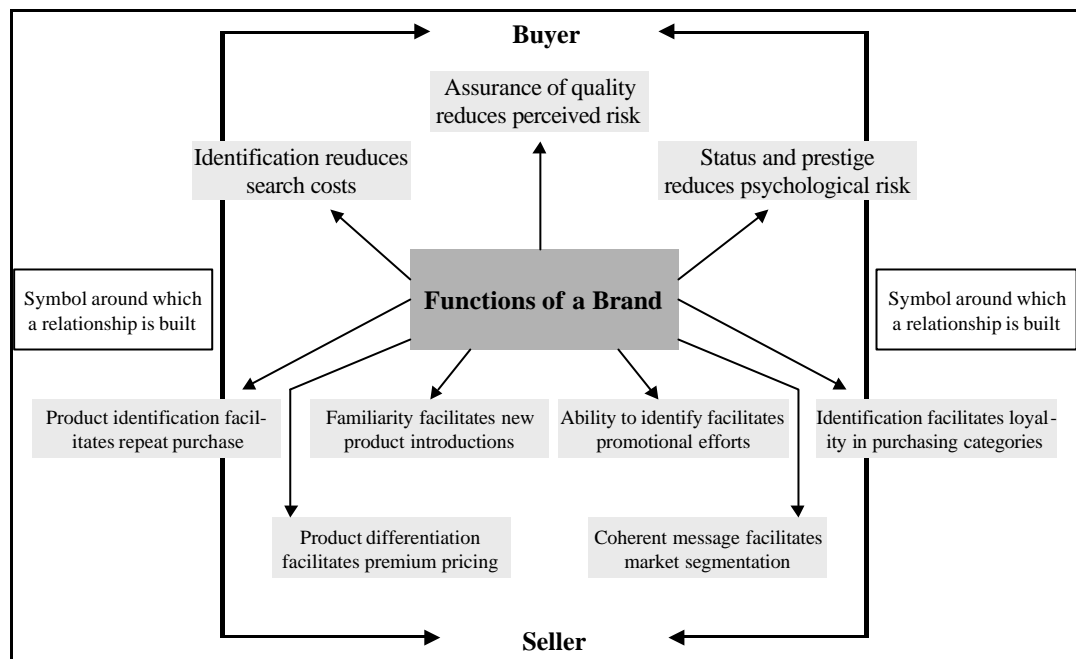 Buyer
Assurance of quality
reduces perceived risk
Identification reuduces
search costs
Status and prestige
reduces psychological risk
Functions of a Brand
Symbol around which
a relationship is built
Symbol around which
a relationship is built
Product identification facil-
itates repeat purchase
Familiarity facilitates new
product introductions
Ability to identify facilitates
promotional efforts
Identification facilitates loyal-
ity in purchasing categories
Product differentiation
facilitates premium pricing
Coherent message facilitates
market segmentation
Seller